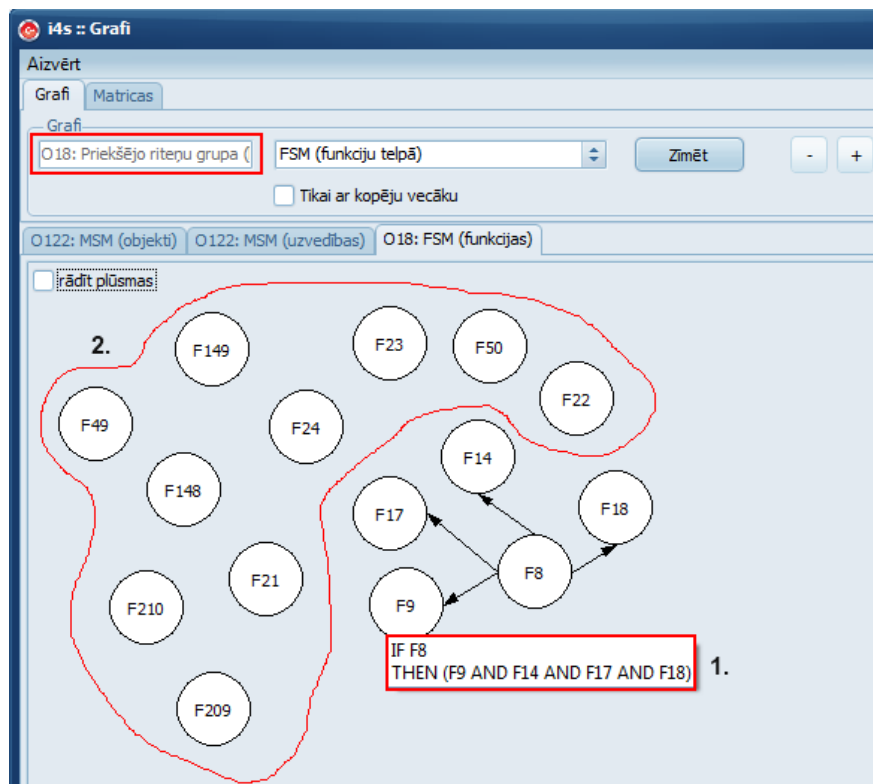 i4s :: Grafi
Aizvērt
Grafi Matricas
Grafi
O18: Priekšējo riteņu grupa ( FSM (funkciju telpā) Zīmēt - +
Tikai ar kopēju vecāku
O122: MSM (objekti) O122: MSM (uzvedības) O18: FSM (funkcijas)
rādīt plūsmas
2. F149 F23 F50
F22
F49 F24
F14
F148 F17 F18
F21 F8
F210 F9
IF F8
THEN (F9 AND F14 AND F17 AND F18) 1.
F209